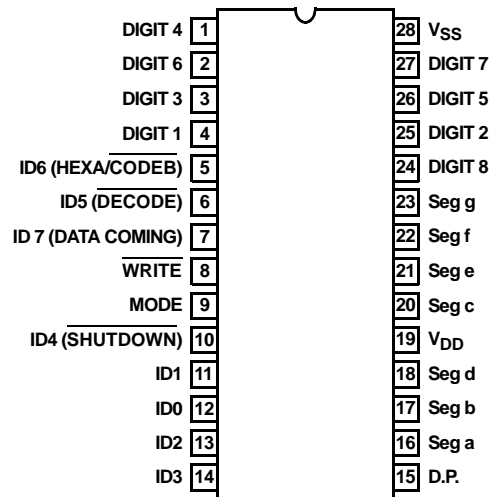 DIGIT 4 1 28 VSS
DIGIT 6 2 27 DIGIT 7
DIGIT 3 3 26 DIGIT 5
DIGIT 1 4 25 DIGIT 2
ID6 (HEXA/CODEB) 5 24 DIGIT 8
ID5 (DECODE) 6 23 Seg g
ID 7 (DATA COMING) 7 22 Seg f
WRITE 8 21 Seg e
MODE 9 20 Seg c
ID4 (SHUTDOWN) 10 19 VDD
ID1 11 18 Seg d
ID0 12 17 Seg b
ID2 13 16 Seg a
ID3 14 15 D.P.